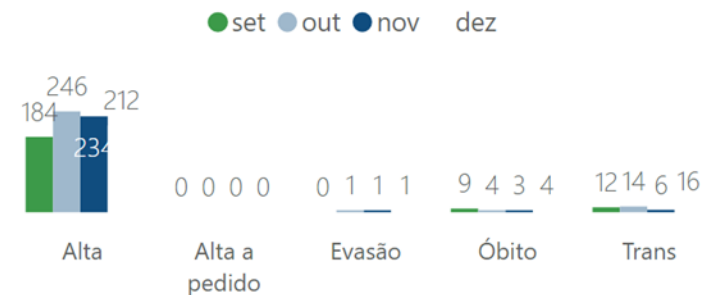 set out nov dez
246
184 212
234
0 0 0 0 0 1 1 1 9 4 3 4 12 14 6 16
Alta Alta a pedido Evasão Óbito Trans